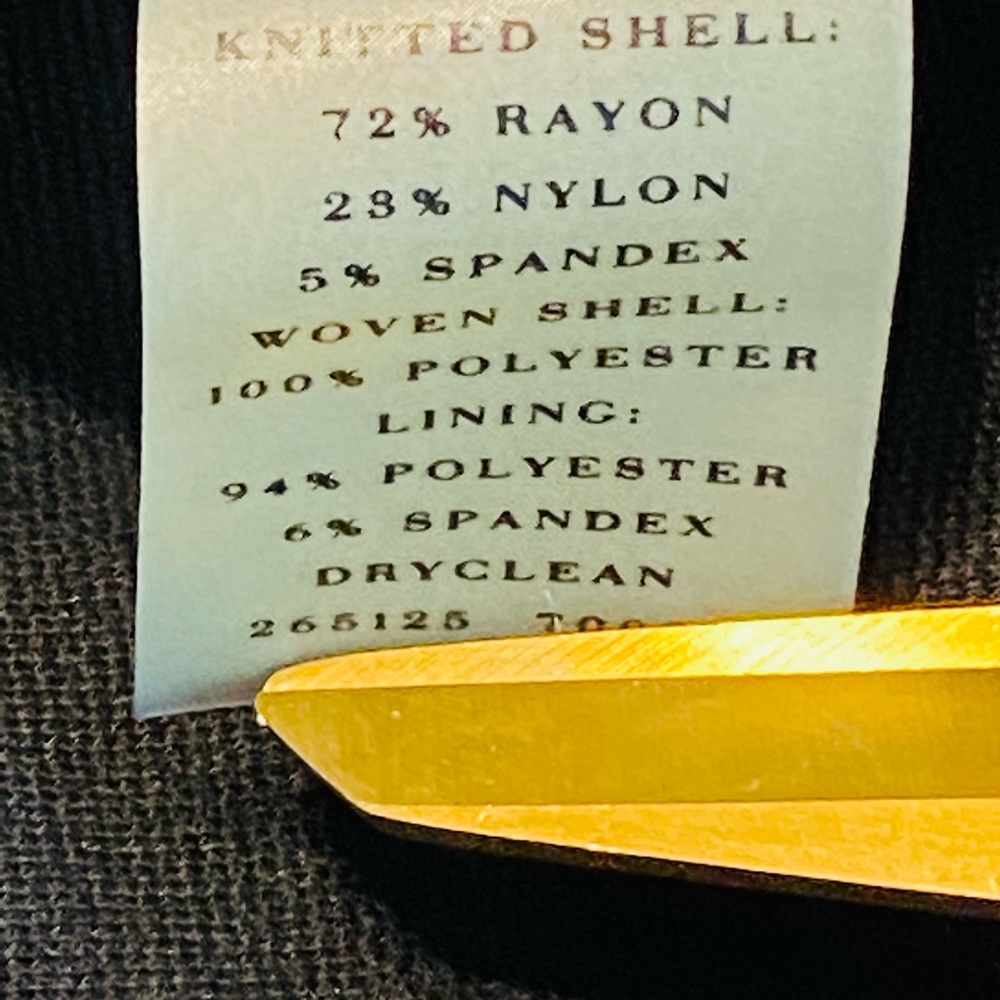 KNITTED SHELL:
72% RAYON
23% NYLON
5% SPANDEX
WOVEN SHELL:
100% POLYESTER
LINING:
94% POLYESTER
6% SPANDEX
DRYCLEAN
265125